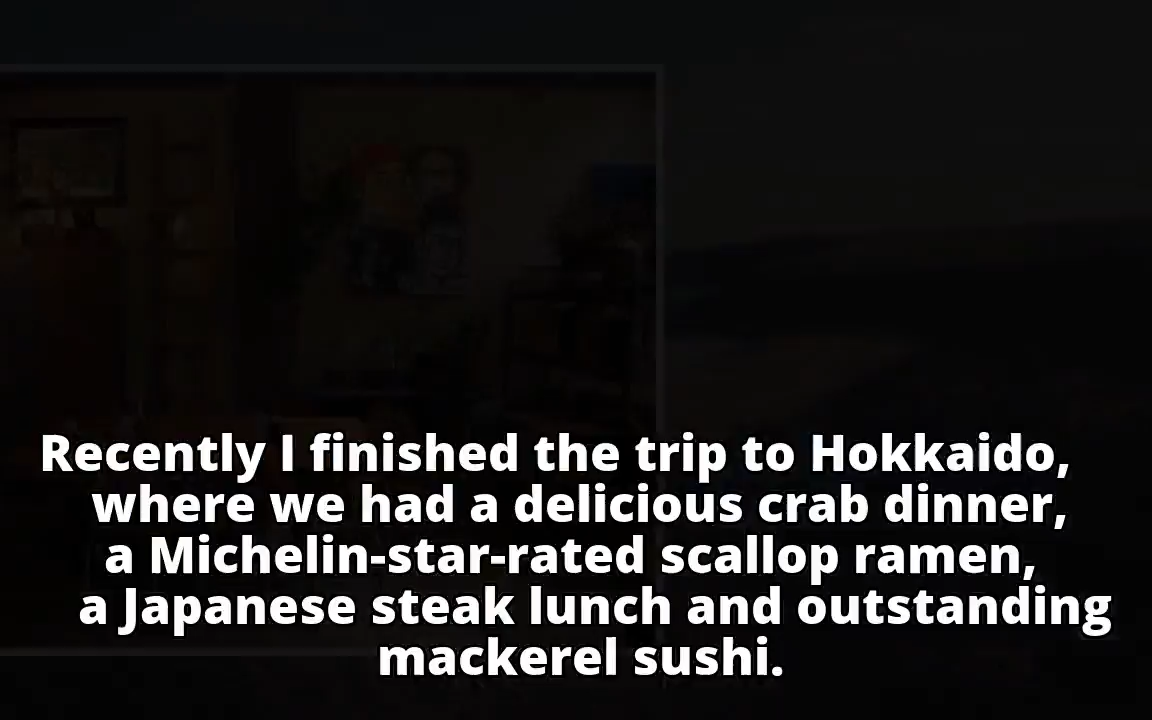 Recently I finished the trip to Hokkaido,
where we had a delicious crab dinner,
a Michelin-star-rated scallop ramen,
a Japanese steak lunch and outstanding
mackerel sushi.